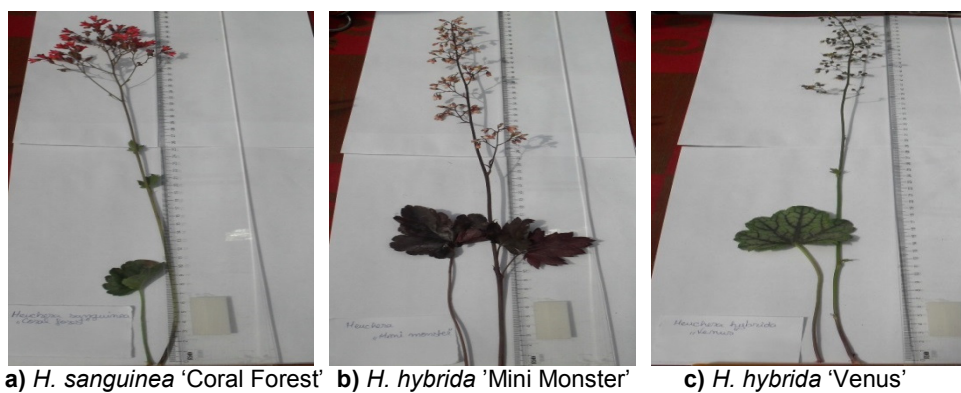 Heuchera sanguinea
"Coral forest"
Heuchera
"Mini monster"
Heuchera hybrida
"Venus"
a) H. sanguinea ‘Coral Forest’ b) H. hybrida ’Mini Monster’ c) H. hybrida ‘Venus’